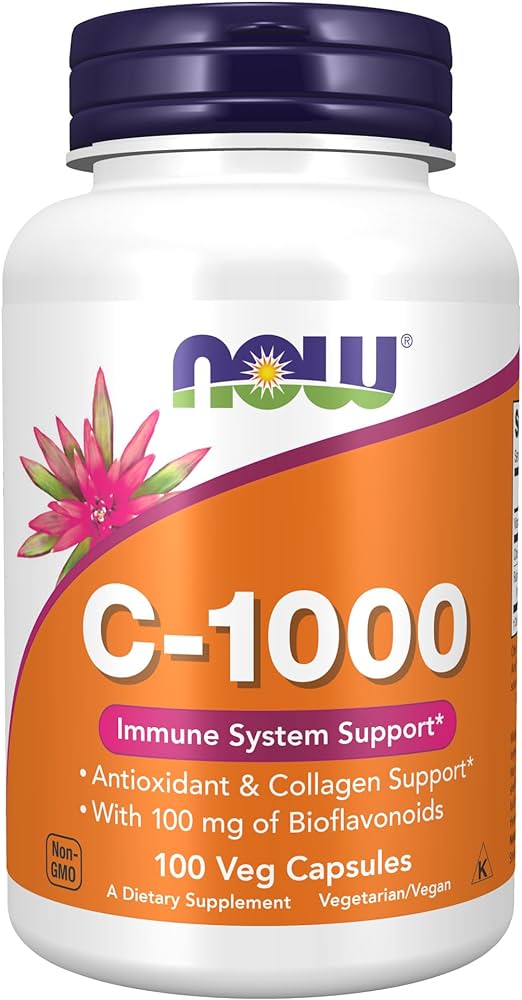 NOW®
C-1000
Immune System Support*
• Antioxidant & Collagen Support*
• With 100 mg of Bioflavonoids
100 Veg Capsules
Non-
GMO
A Dietary Supplement Vegetarian/Vegan
K